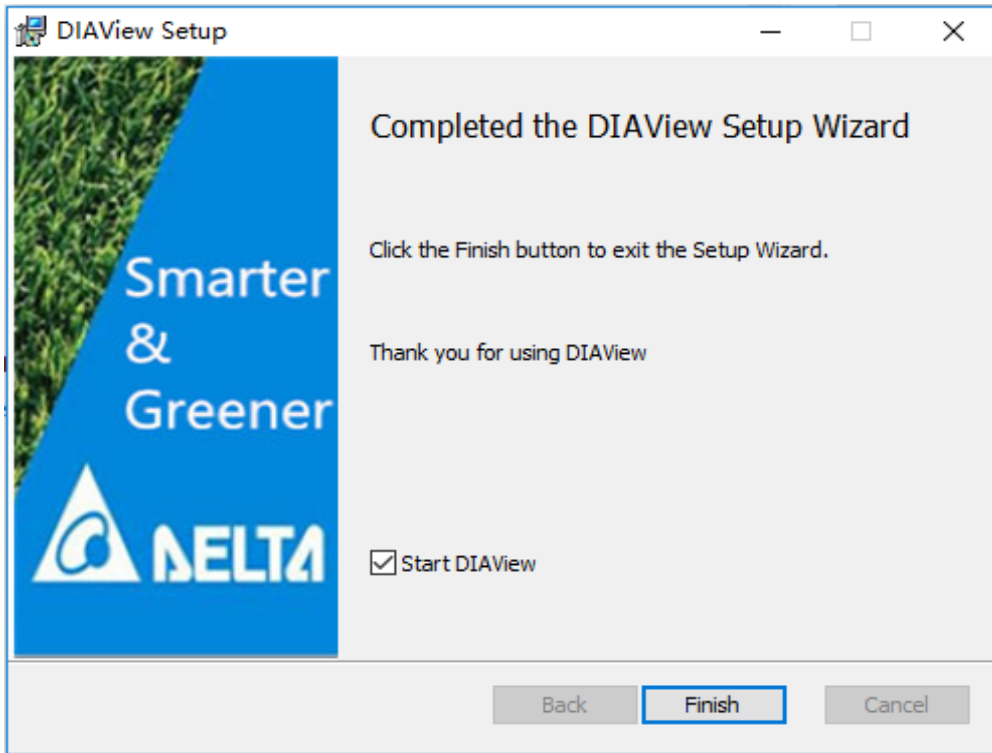 DIAView Setup
Completed the DIAView Setup Wizard
Click the Finish button to exit the Setup Wizard.
Thank you for using DIAView
Smarter
&
Greener
DELTA
Start DIAView
Back
Finish
Cancel